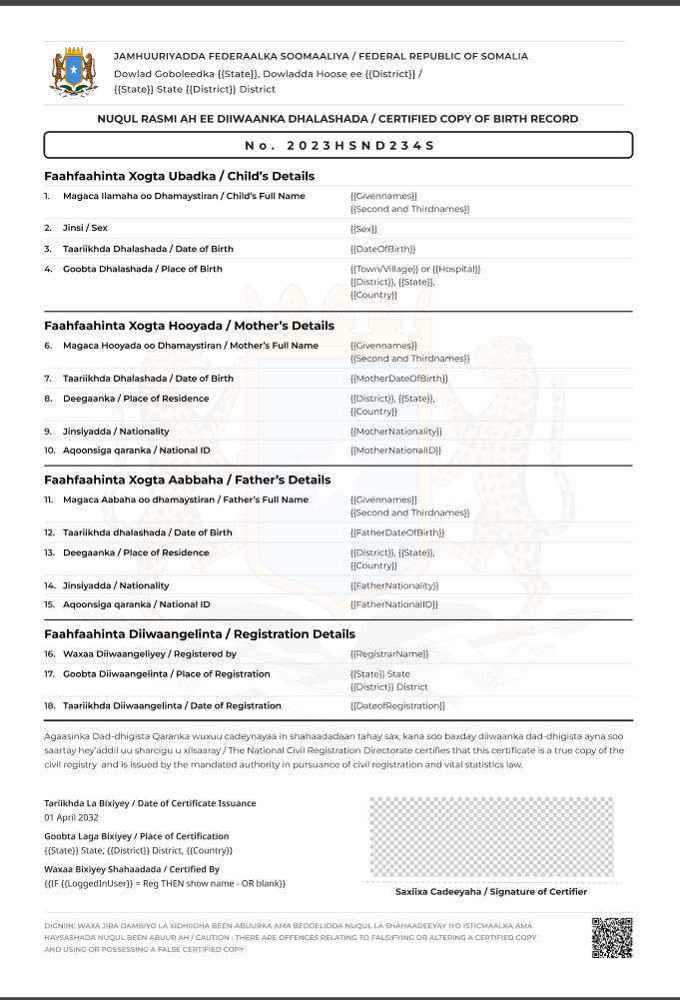 JAMHUURIYADDA FEDERAALKA SOOMAALIYA / FEDERAL REPUBLIC OF SOMALIA
Dowlad Goboleedka {{State}}, Dowladda Hoose ee {{District}} /
{{State}} State {{District}} District
NUQUL RASMI AH EE DIIWAANKA DHALASHADA / CERTIFIED COPY OF BIRTH RECORD
No. 2023HSND234S
Faahfaahinta Xogta Ubadka / Child's Details
1. Magaca Ilamaha oo Dhamaystiran / Child's Full Name {{Givennames}}
{{Second and Thirdnames}}
2. Jinsi / Sex {{Sex}}
3. Taariikhda Dhalashada / Date of Birth {{DateOfBirth}}
4. Goobta Dhalashada / Place of Birth {{Town/Village}} or {{Hospital}}
{{District}}, {{State}},
{{Country}}
Faahfaahinta Xogta Hooyada / Mother's Details
6. Magaca Hooyada oo Dhamaystiran / Mother's Full Name {{Givennames}}
{{Second and Thirdnames}}
7. Taariikhda Dhalashada / Date of Birth {{MotherDateOfBirth}}
8. Deegaanka / Place of Residence {{District}}, {{State}},
{{Country}}
9. Jinsiyadda / Nationality {{MotherNationality}}
10. Aqoonsiga qaranka / National ID {{MotherNationalID}}
Faahfaahinta Xogta Aabbaha / Father's Details
11. Magaca Aabaha oo dhamaystiran / Father's Full Name {{Givennames}}
{{Second and Thirdnames}}
12. Taariikhda dhalashada / Date of Birth {{FatherDateOfBirth}}
13. Deegaanka / Place of Residence {{District}}, {{State}},
{{Country}}
14. Jinsiyadda / Nationality {{FatherNationality}}
15. Aqoonsiga qaranka / National ID {{FatherNationalID}}
Faahfaahinta Diiwaangelinta / Registration Details
16. Waxaa Diiwaangeliyey / Registered by {{RegistrarName}}
17. Goobta Diiwaangelinta / Place of Registration {{State}} State
{{District}} District
18. Taariikhda Diiwaangelinta / Date of Registration {{DateofRegistration}}
Agaasinka Dad-dhigista Qaranka wuxuu cadeynayaa in shahaadadaan tahay sax, kana soo baxday diiwaanka dad-dhigista ayna soo
saartay hey'addii uu sharcigu u xilsaaray / The National Civil Registration Directorate certifies that this certificate is a true copy of the
civil registry and is issued by the mandated authority in pursuance of civil registration and vital statistics law.
Tariikhda La Bixiyey / Date of Certificate Issuance
01 April 2032
Goobta Laga Bixiyey / Place of Certification
{{State}} State, {{District}} District, {{Country}}
Waxaa Bixiyey Shahaadada / Certified By
{{IF {{LoggedInUser}} = Reg THEN show name - OR blank}}
Saxiixa Cadeeyaha / Signature of Certifier
DIGNIIN: WAXA JIRA DAMBIYO LA XIDHIIDHA BEEN-ABUURKA AMA BEDDELIDDA NUQUL LA SHAHAADEEYAY IYO ISTICMAALKA AMA
HAYSASHADA NUQUL BEEN ABUUR AH / CAUTION : THERE ARE OFFENCES RELATING TO FALSIFYING OR ALTERING A CERTIFIED COPY
AND USING OR POSSESSING A FALSE CERTIFIED COPY